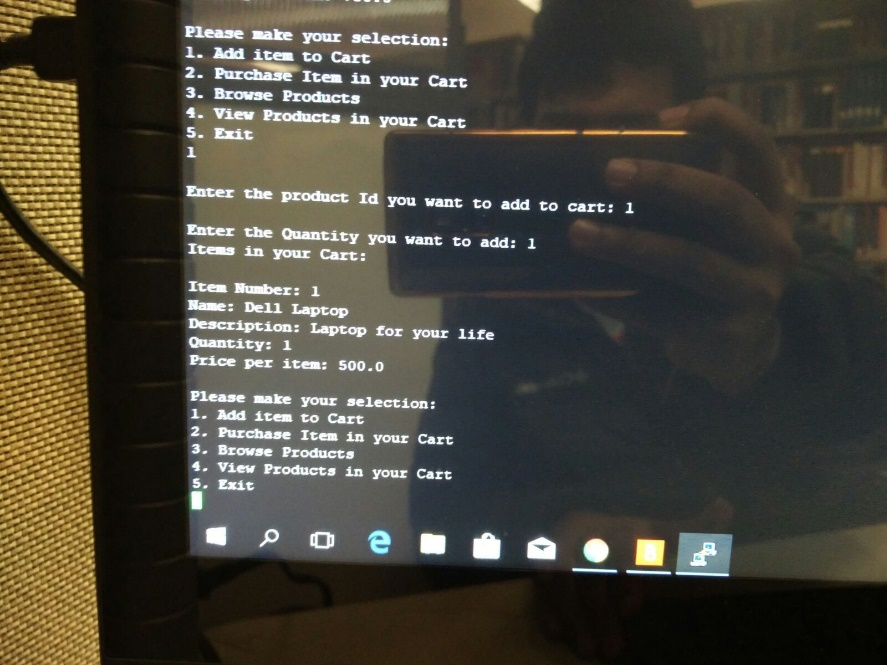 Please make your selection:
1. Add item to Cart
2. Purchase Item in your Cart
3. Browse Products
4. View Products in your Cart
5. Exit
1
Enter the product Id you want to add to cart: 1
Enter the Quantity you want to add: 1
Items in your Cart:
Item Number: 1
Name: Dell Laptop
Description: Laptop for your life
Quantity: 1
Price per item: 500.0
Please make your selection:
1. Add item to Cart
2. Purchase Item in your Cart
3. Browse Products
4. View Products in your Cart
5. Exit